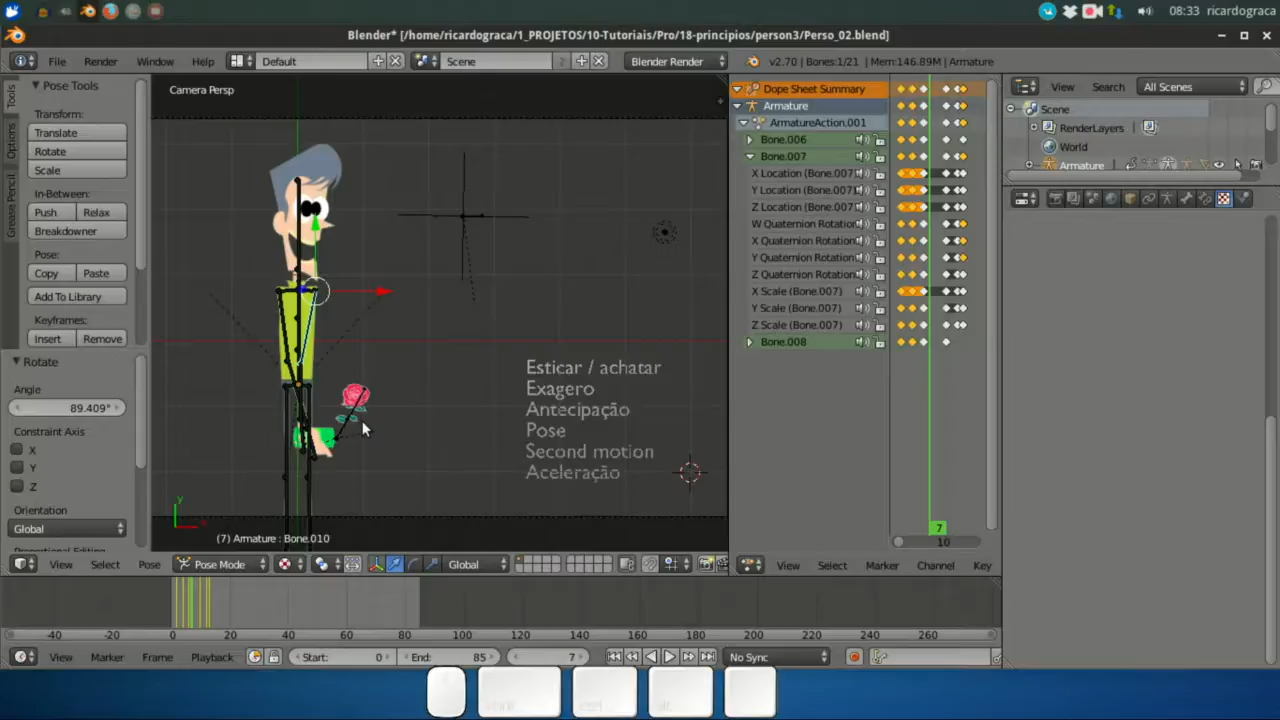 08:33 ricardograca
Blender* [/home/ricardograca/1_PROJETOS/10-Tutoriais/Pro/18-principios/person3/Perso_02.blend]
File Render Window Help Default Scene Blender Render v2.70 | Bones:1/21 | Mem:146.89M | Armature
Tools
Options
Grease Pencil
Pose Tools
Transform:
Translate
Rotate
Scale
In-Between:
Push Relax
Breakdowner
Pose:
Copy Paste
Add To Library
Keyframes:
Insert Remove
Rotate
Angle
89.409°
Constraint Axis
X
Y
Z
Orientation
Global
Camera Persp
Esticar / achatar
Exagero
Antecipação
Pose
Second motion
Aceleração
y
(7) Armature : Bone.010
Dope Sheet Summary
Armature
ArmatureAction.001
Bone.006
Bone.007
X Location (Bone.007)
Y Location (Bone.007)
Z Location (Bone.007)
W Quaternion Rotation
X Quaternion Rotation
Y Quaternion Rotation
Z Quaternion Rotation
X Scale (Bone.007)
Y Scale (Bone.007)
Z Scale (Bone.007)
Bone.008
7
10
View Search All Scenes
Scene
RenderLayers
World
Armature
View Select Pose Pose Mode Global
View Select Marker Channel Key
-40 -20 0 20 40 60 80 100 120 140 160 180 200 220 240 260
View Marker Frame Playback Start: 0 End: 85 7 No Sync